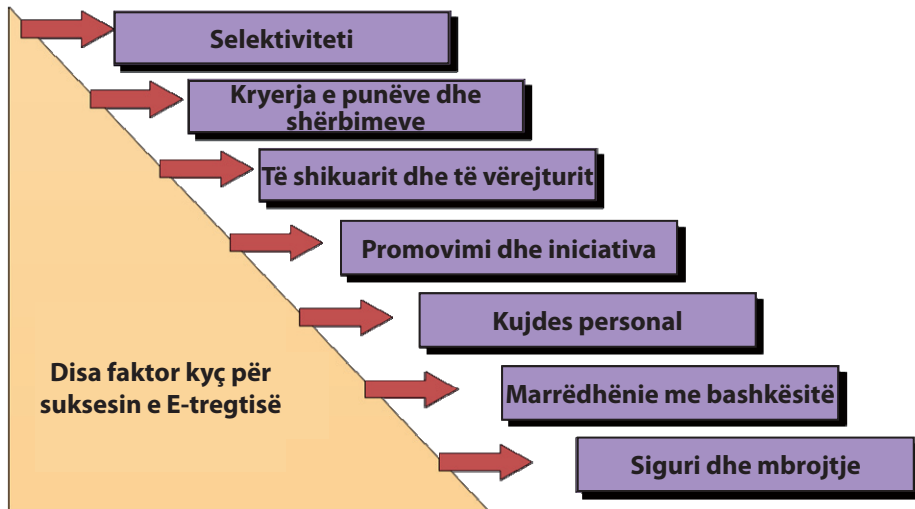 Selektiviteti
Kryerja e punëve dhe
shërbimeve
Të shikuarit dhe të vërejturit
Promovimi dhe iniciativa
Kujdes personal
Marrëdhënie me bashkësitë
Siguri dhe mbrojtje
Disa faktor kyç për
suksesin e E-tregtisë